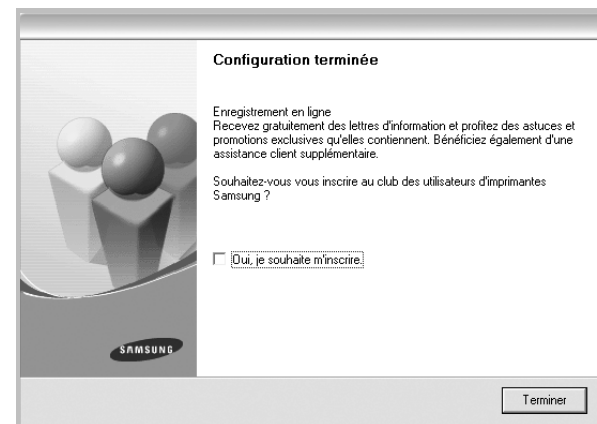 Configuration terminée
Enregistrement en ligne
Recevez gratuitement des lettres d'information et profitez des astuces et
promotions exclusives qu'elles contiennent. Bénéficiez également d'une
assistance client supplémentaire.
Souhaitez-vous vous inscrire au club des utilisateurs d'imprimantes
Samsung ?
Oui, je souhaite m'inscrire.
SAMSUNG
Terminer